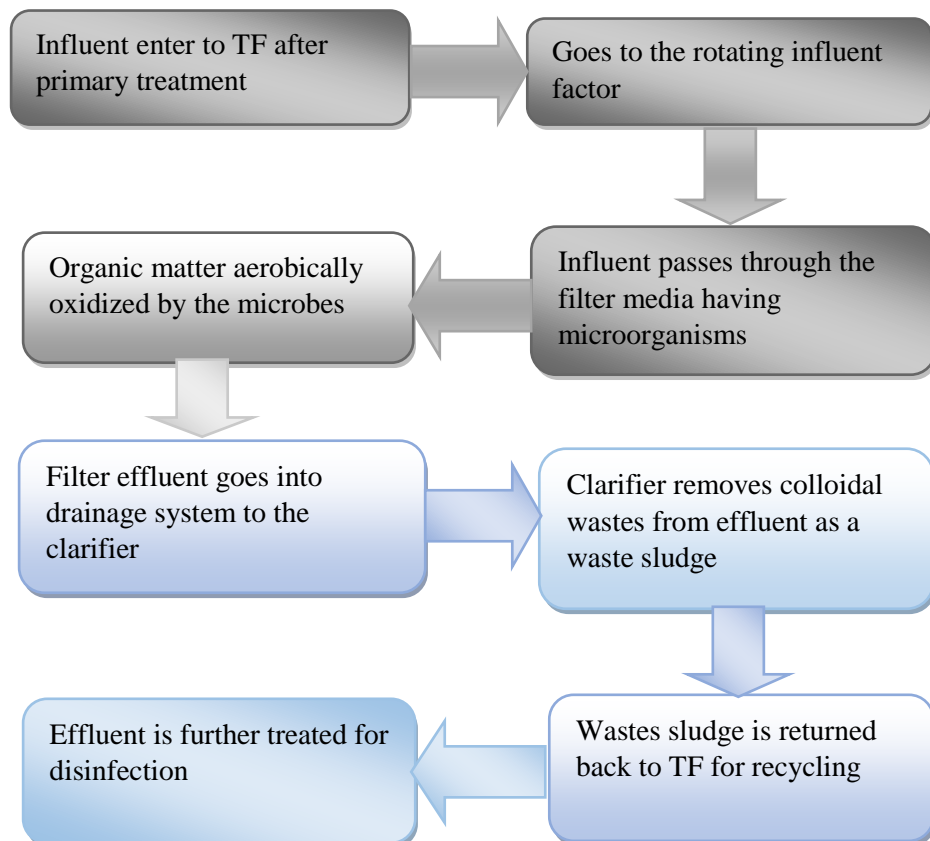 Influent enter to TF after
primary treatment
Goes to the rotating influent
factor
Influent passes through the
filter media having
microorganisms
Organic matter aerobically
oxidized by the microbes
Filter effluent goes into
drainage system to the
clarifier
Clarifier removes colloidal
wastes from effluent as a
waste sludge
Wastes sludge is returned
back to TF for recycling
Effluent is further treated for
disinfection